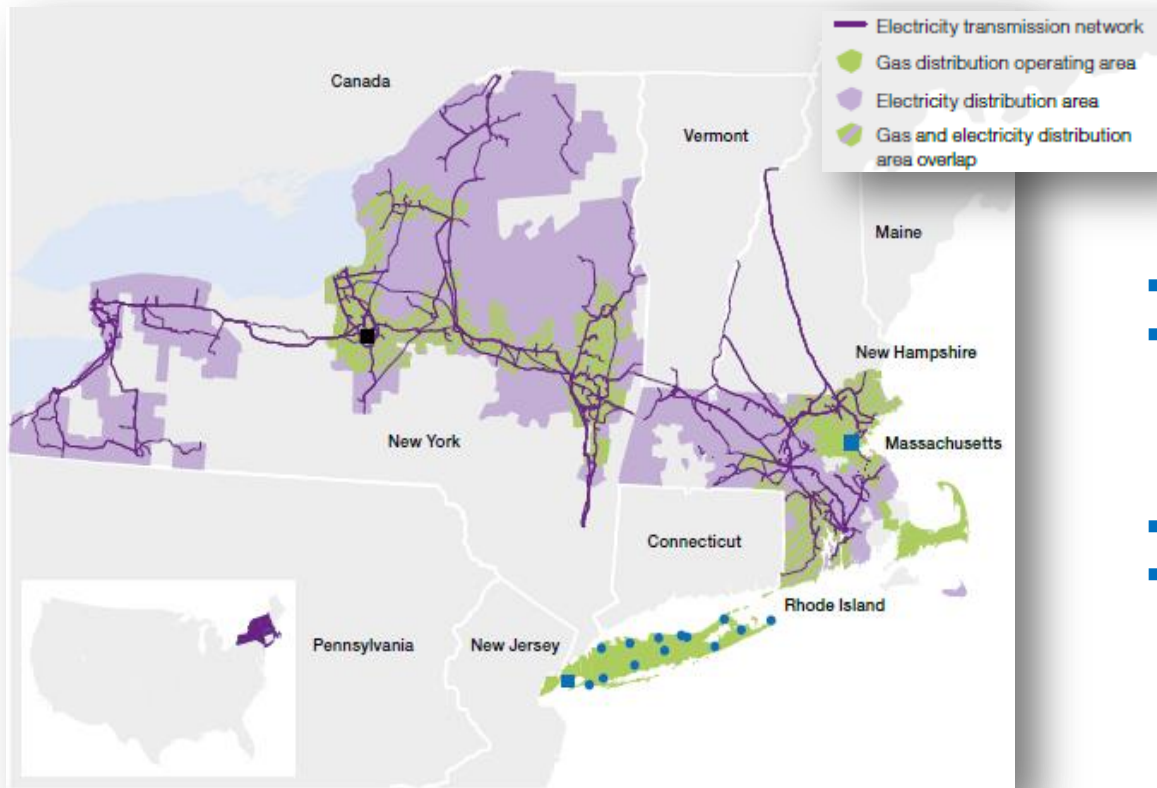 Electricity transmission network
Gas distribution operating area
Electricity distribution area
Gas and electricity distribution
area overlap
Canada
Vermont
Maine
New Hampshire
New York
Massachusetts
Connecticut
Rhode Island
Pennsylvania
New Jersey